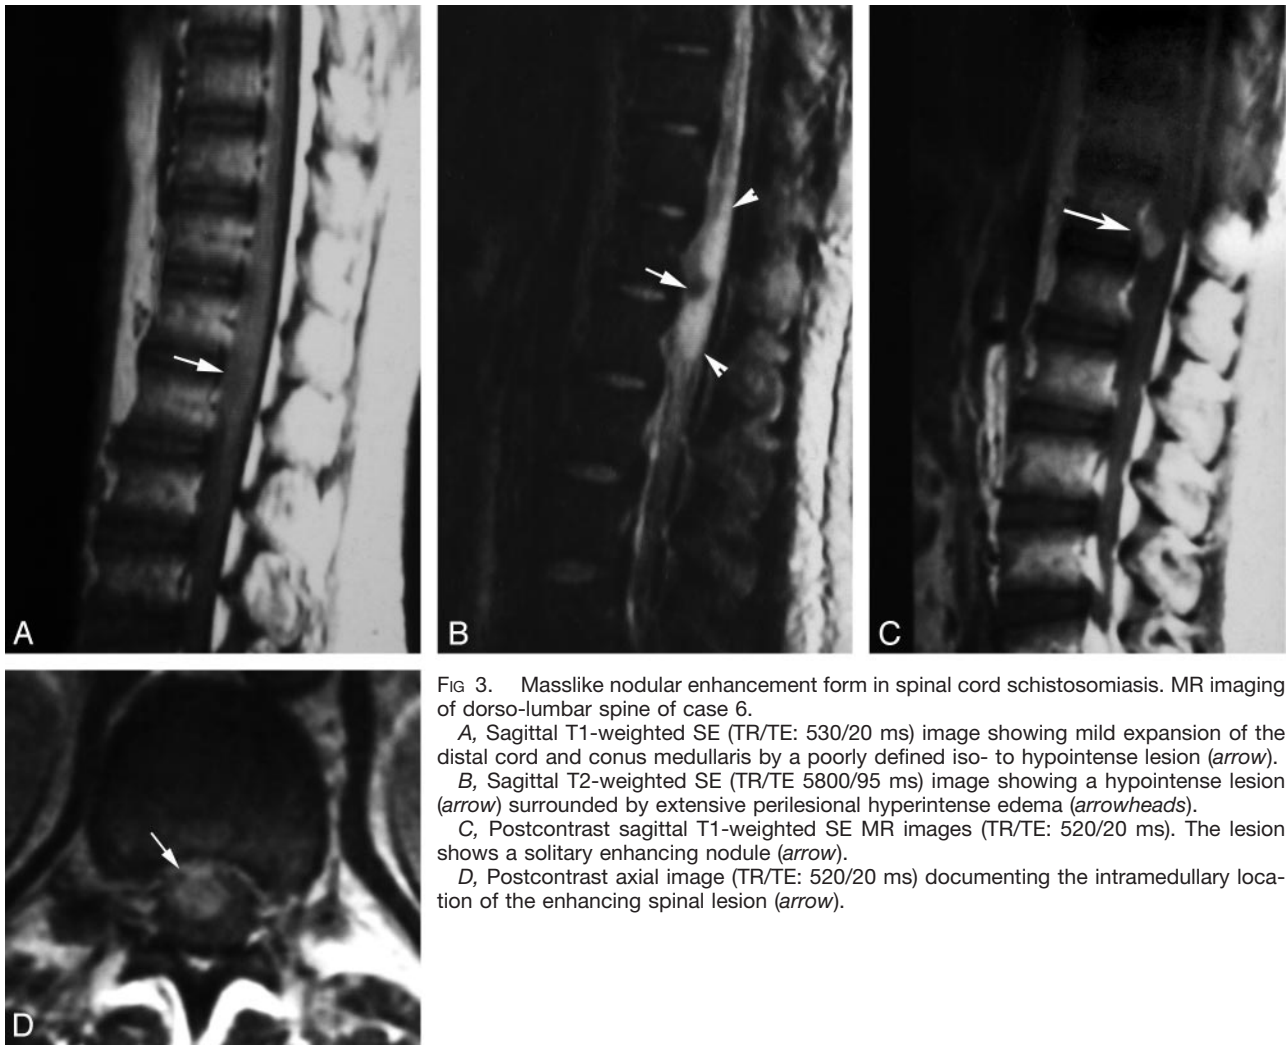 A
B
C
D
FIG 3. Masslike nodular enhancement form in spinal cord schistosomiasis. MR imaging
of dorso-lumbar spine of case 6.
A, Sagittal T1-weighted SE (TR/TE: 530/20 ms) image showing mild expansion of the
distal cord and conus medullaris by a poorly defined iso- to hypointense lesion (arrow).
B, Sagittal T2-weighted SE (TR/TE 5800/95 ms) image showing a hypointense lesion
(arrow) surrounded by extensive perilesional hyperintense edema (arrowheads).
C, Postcontrast sagittal T1-weighted SE MR images (TR/TE: 520/20 ms). The lesion
shows a solitary enhancing nodule (arrow).
D, Postcontrast axial image (TR/TE: 520/20 ms) documenting the intramedullary loca-
tion of the enhancing spinal lesion (arrow).